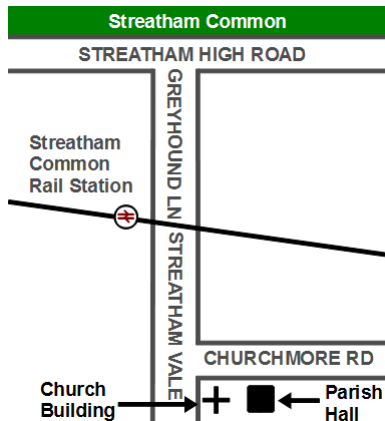 Streatham Common
STREATHAM HIGH ROAD
GREYHOUND LN STREATHAM VALE
Streatham
Common
Rail Station
CHURCHMORE RD
Church
Building
Parish
Hall